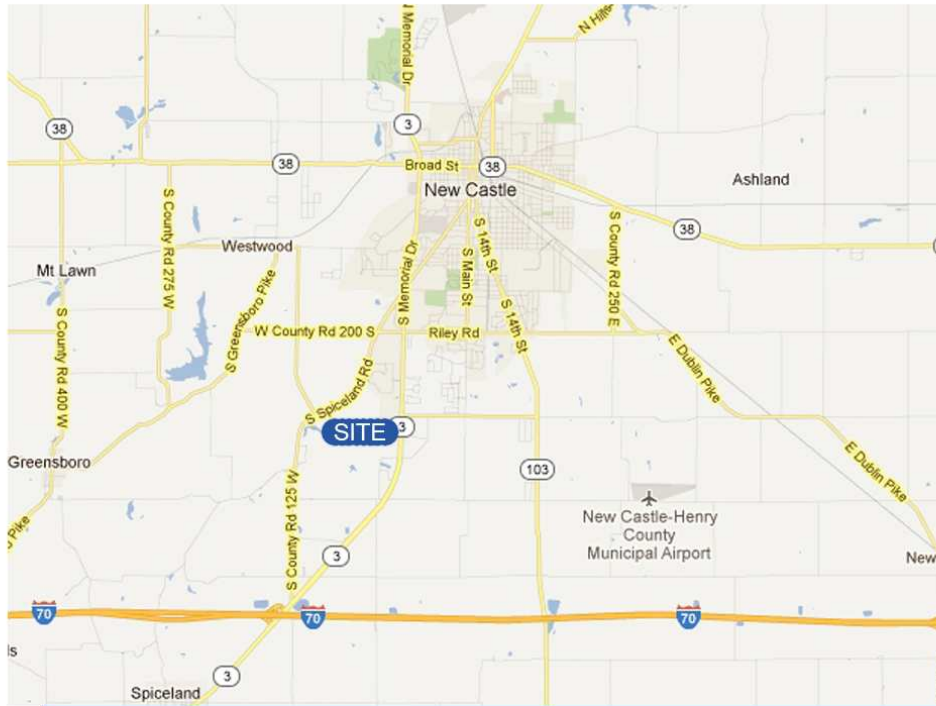 N Memorial Dr
N Hille
38
3
38
Broad St
38
New Castle
Ashland
S County Rd 275 W
S 14th St
S County Rd 250 E
38
Westwood
Mt Lawn
S Greensboro Pike
S Memorial Dr
S Main St
S County Rd 400 W
W County Rd 200 S
Riley Rd
S 14th St
E Dublin Pike
S Spiceland Rd
SITE
3
Greensboro
103
E Dublin Pike
S County Rd 125 W
New Castle-Henry
County
Municipal Airport
Pike
3
New
70
70
70
ls
3
Spiceland